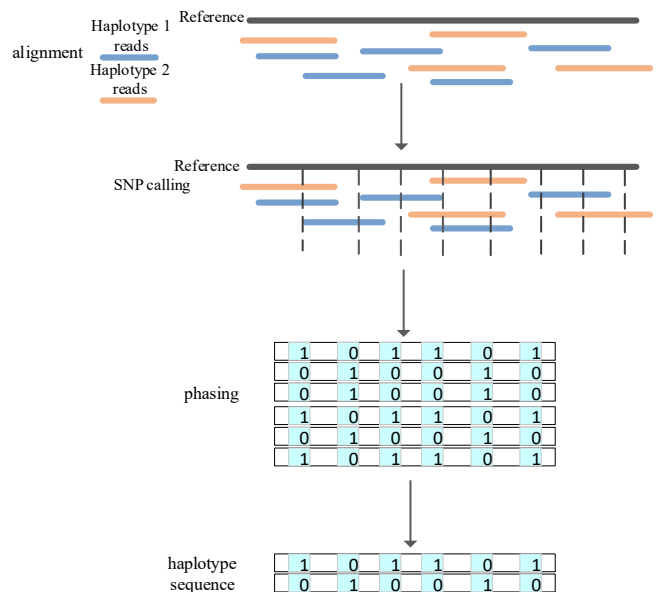 Reference
Haplotype 1
reads
alignment
Haplotype 2
reads
Reference
SNP calling
1 0 1 1 0 1
0 1 0 0 1 0
0 1 0 0 1 0
phasing
1 0 1 1 0 1
0 1 0 0 1 0
1 0 1 1 0 1
haplotype 1 0 1 1 0 1
sequence 0 1 0 0 1 0